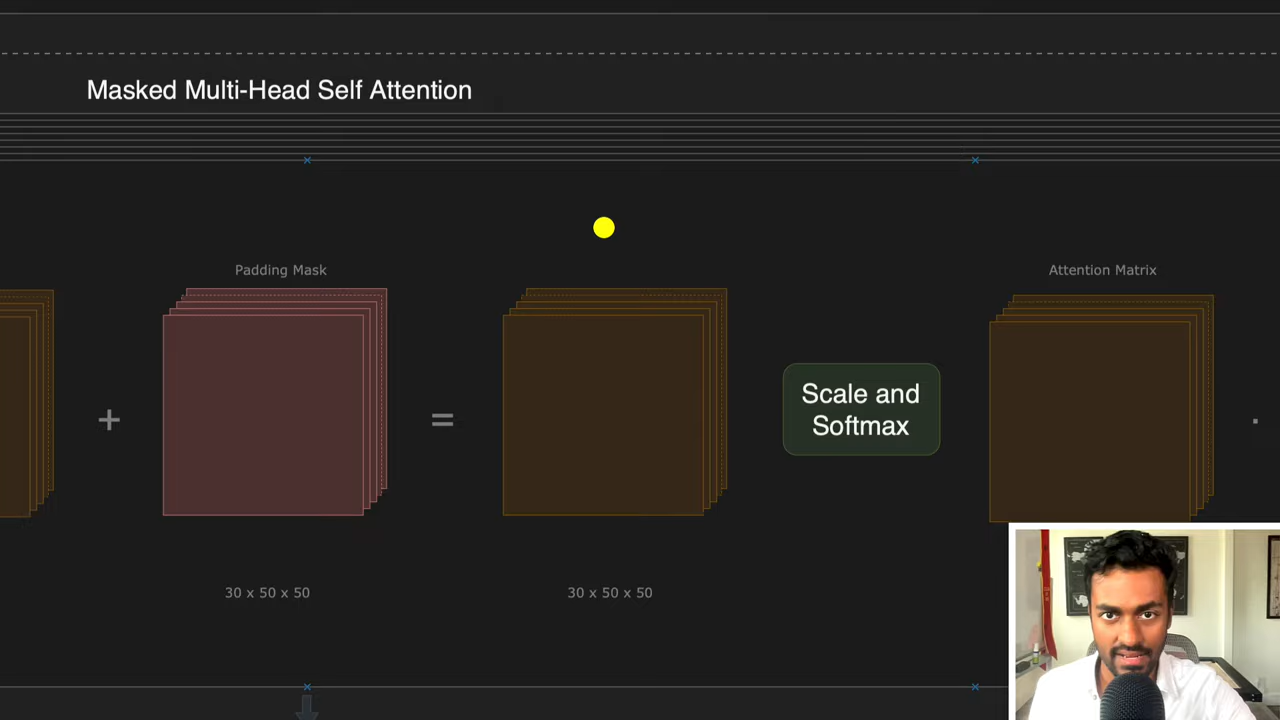 Masked Multi-Head Self Attention
Padding Mask
Attention Matrix
+
=
Scale and
Softmax
.
30 x 50 x 50
30 x 50 x 50